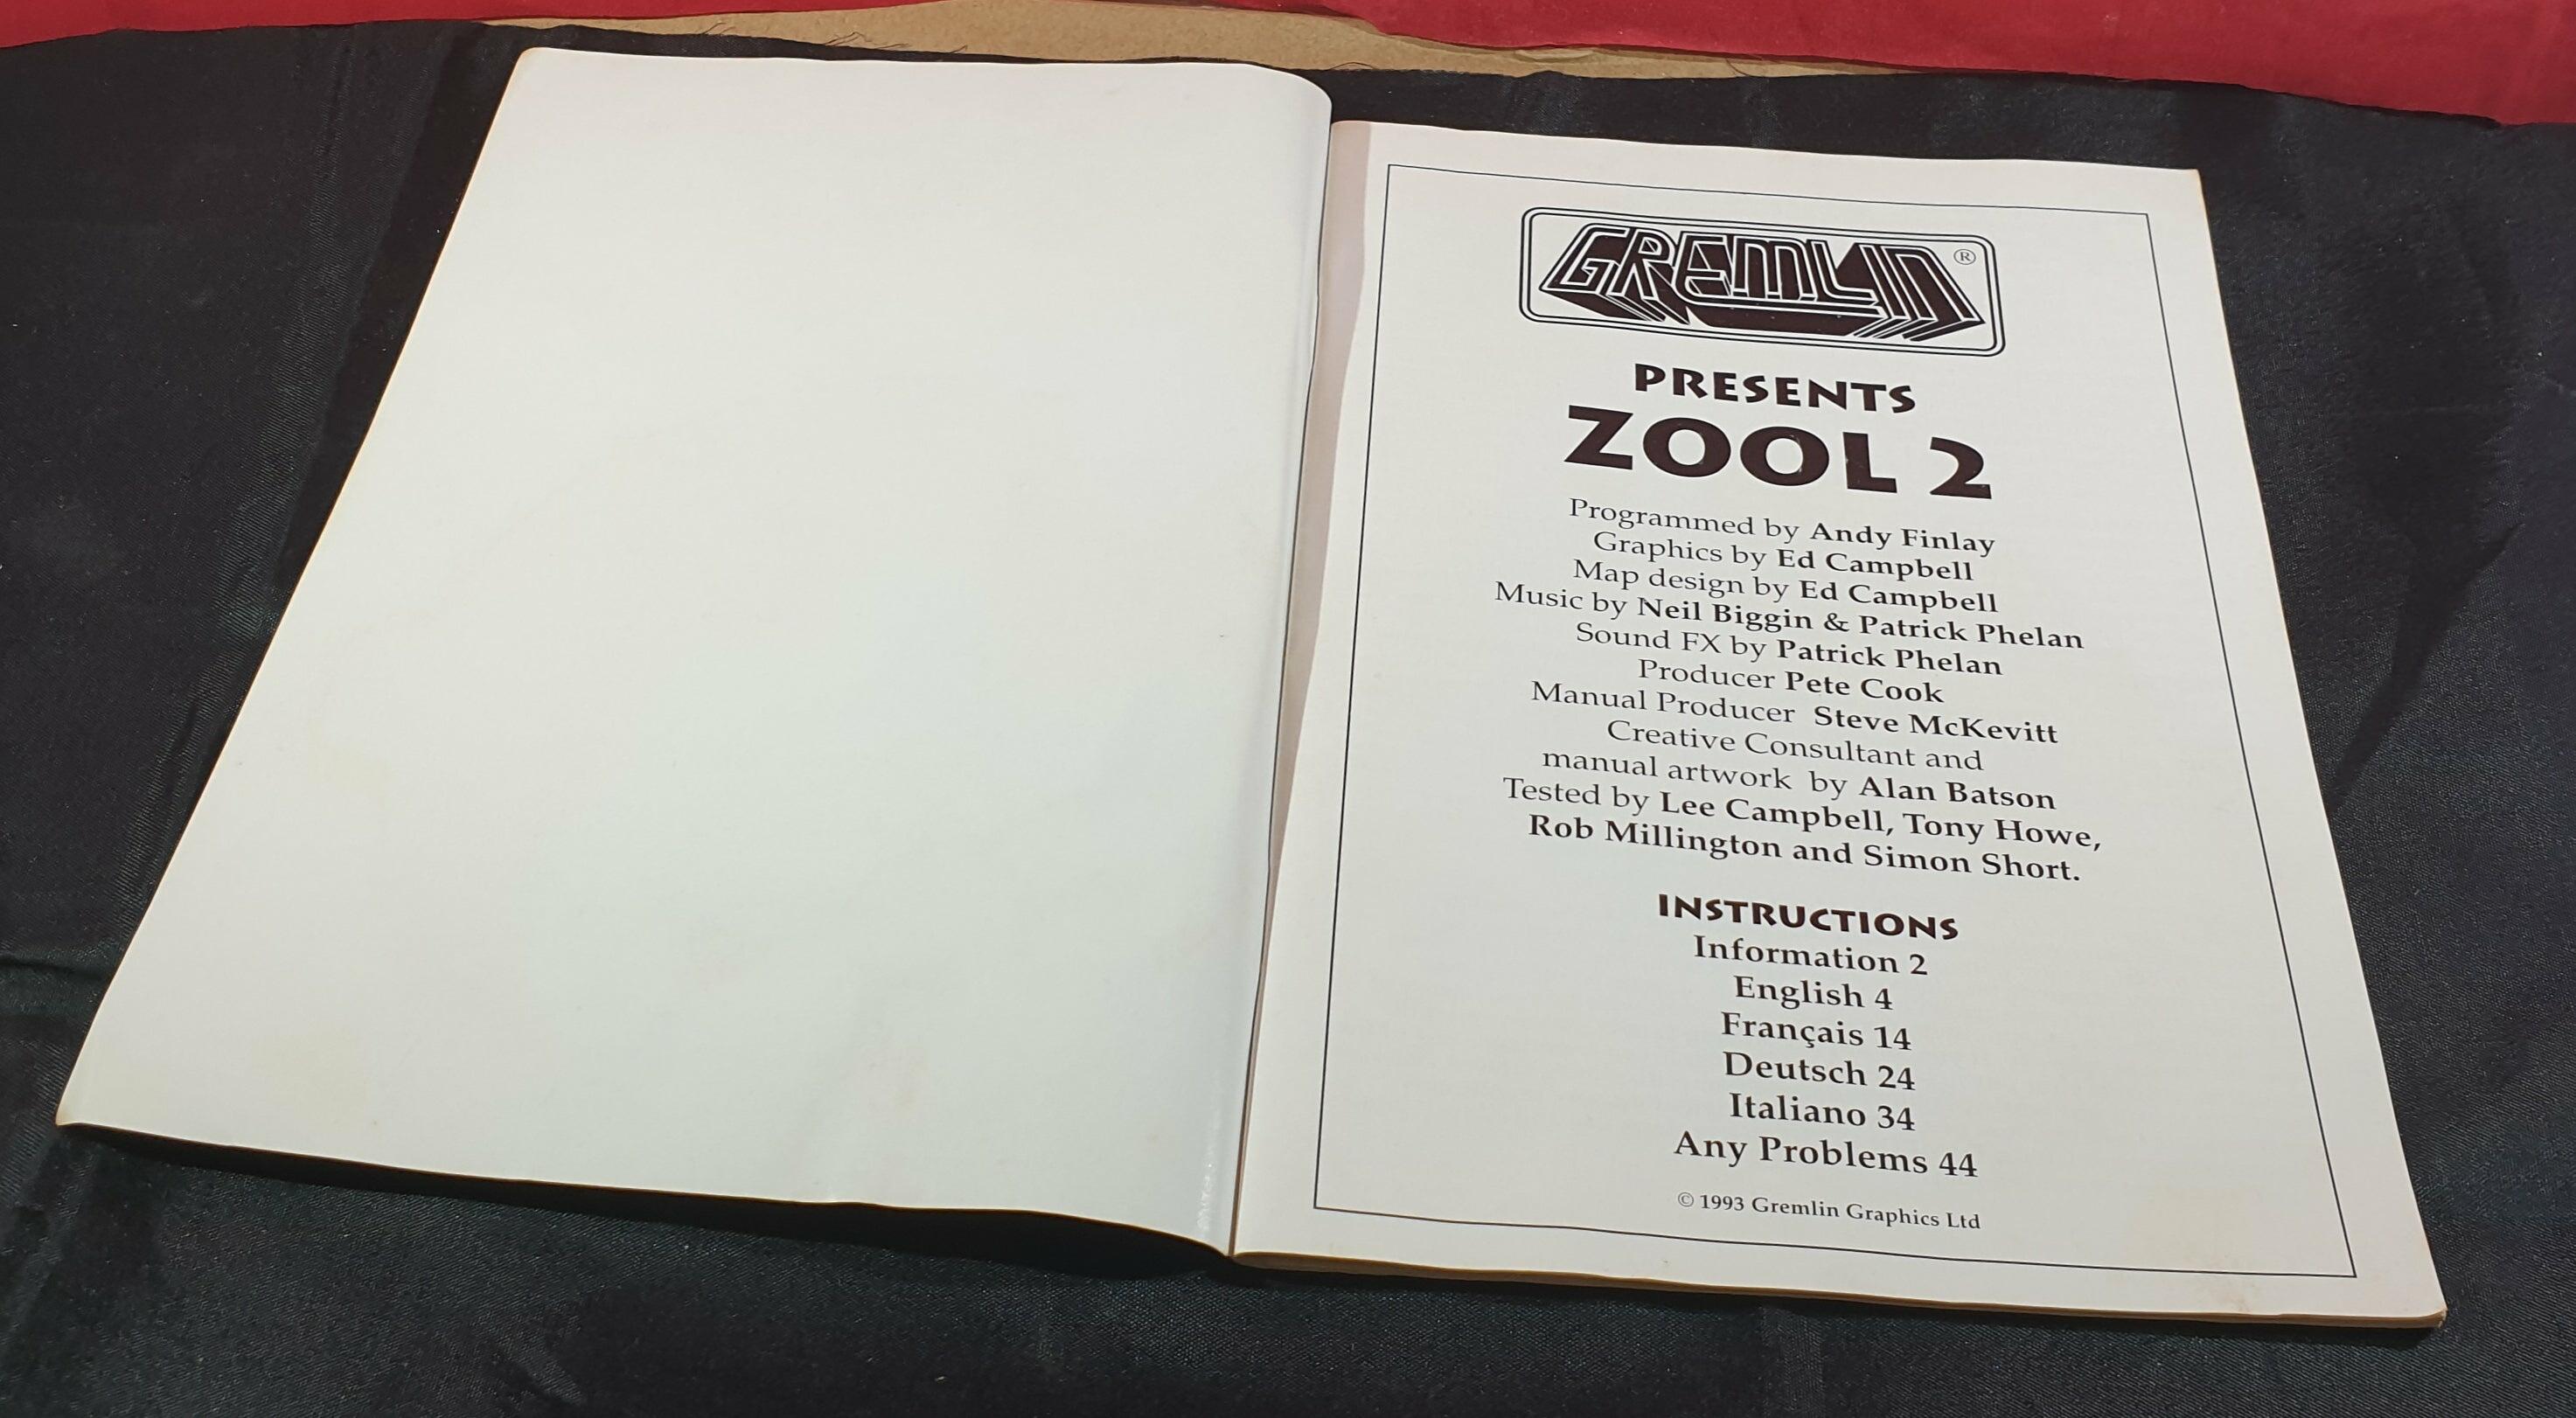 GREMLIN ®
PRESENTS
ZOOL 2
Programmed by Andy Finlay
Graphics by Ed Campbell
Map design by Ed Campbell
Music by Neil Biggin & Patrick Phelan
Sound FX by Patrick Phelan
Producer Pete Cook
Manual Producer Steve McKevitt
Creative Consultant and
manual artwork by Alan Batson
Tested by Lee Campbell, Tony Howe,
Rob Millington and Simon Short.
INSTRUCTIONS
Information 2
English 4
Français 14
Deutsch 24
Italiano 34
Any Problems 44
© 1993 Gremlin Graphics Ltd